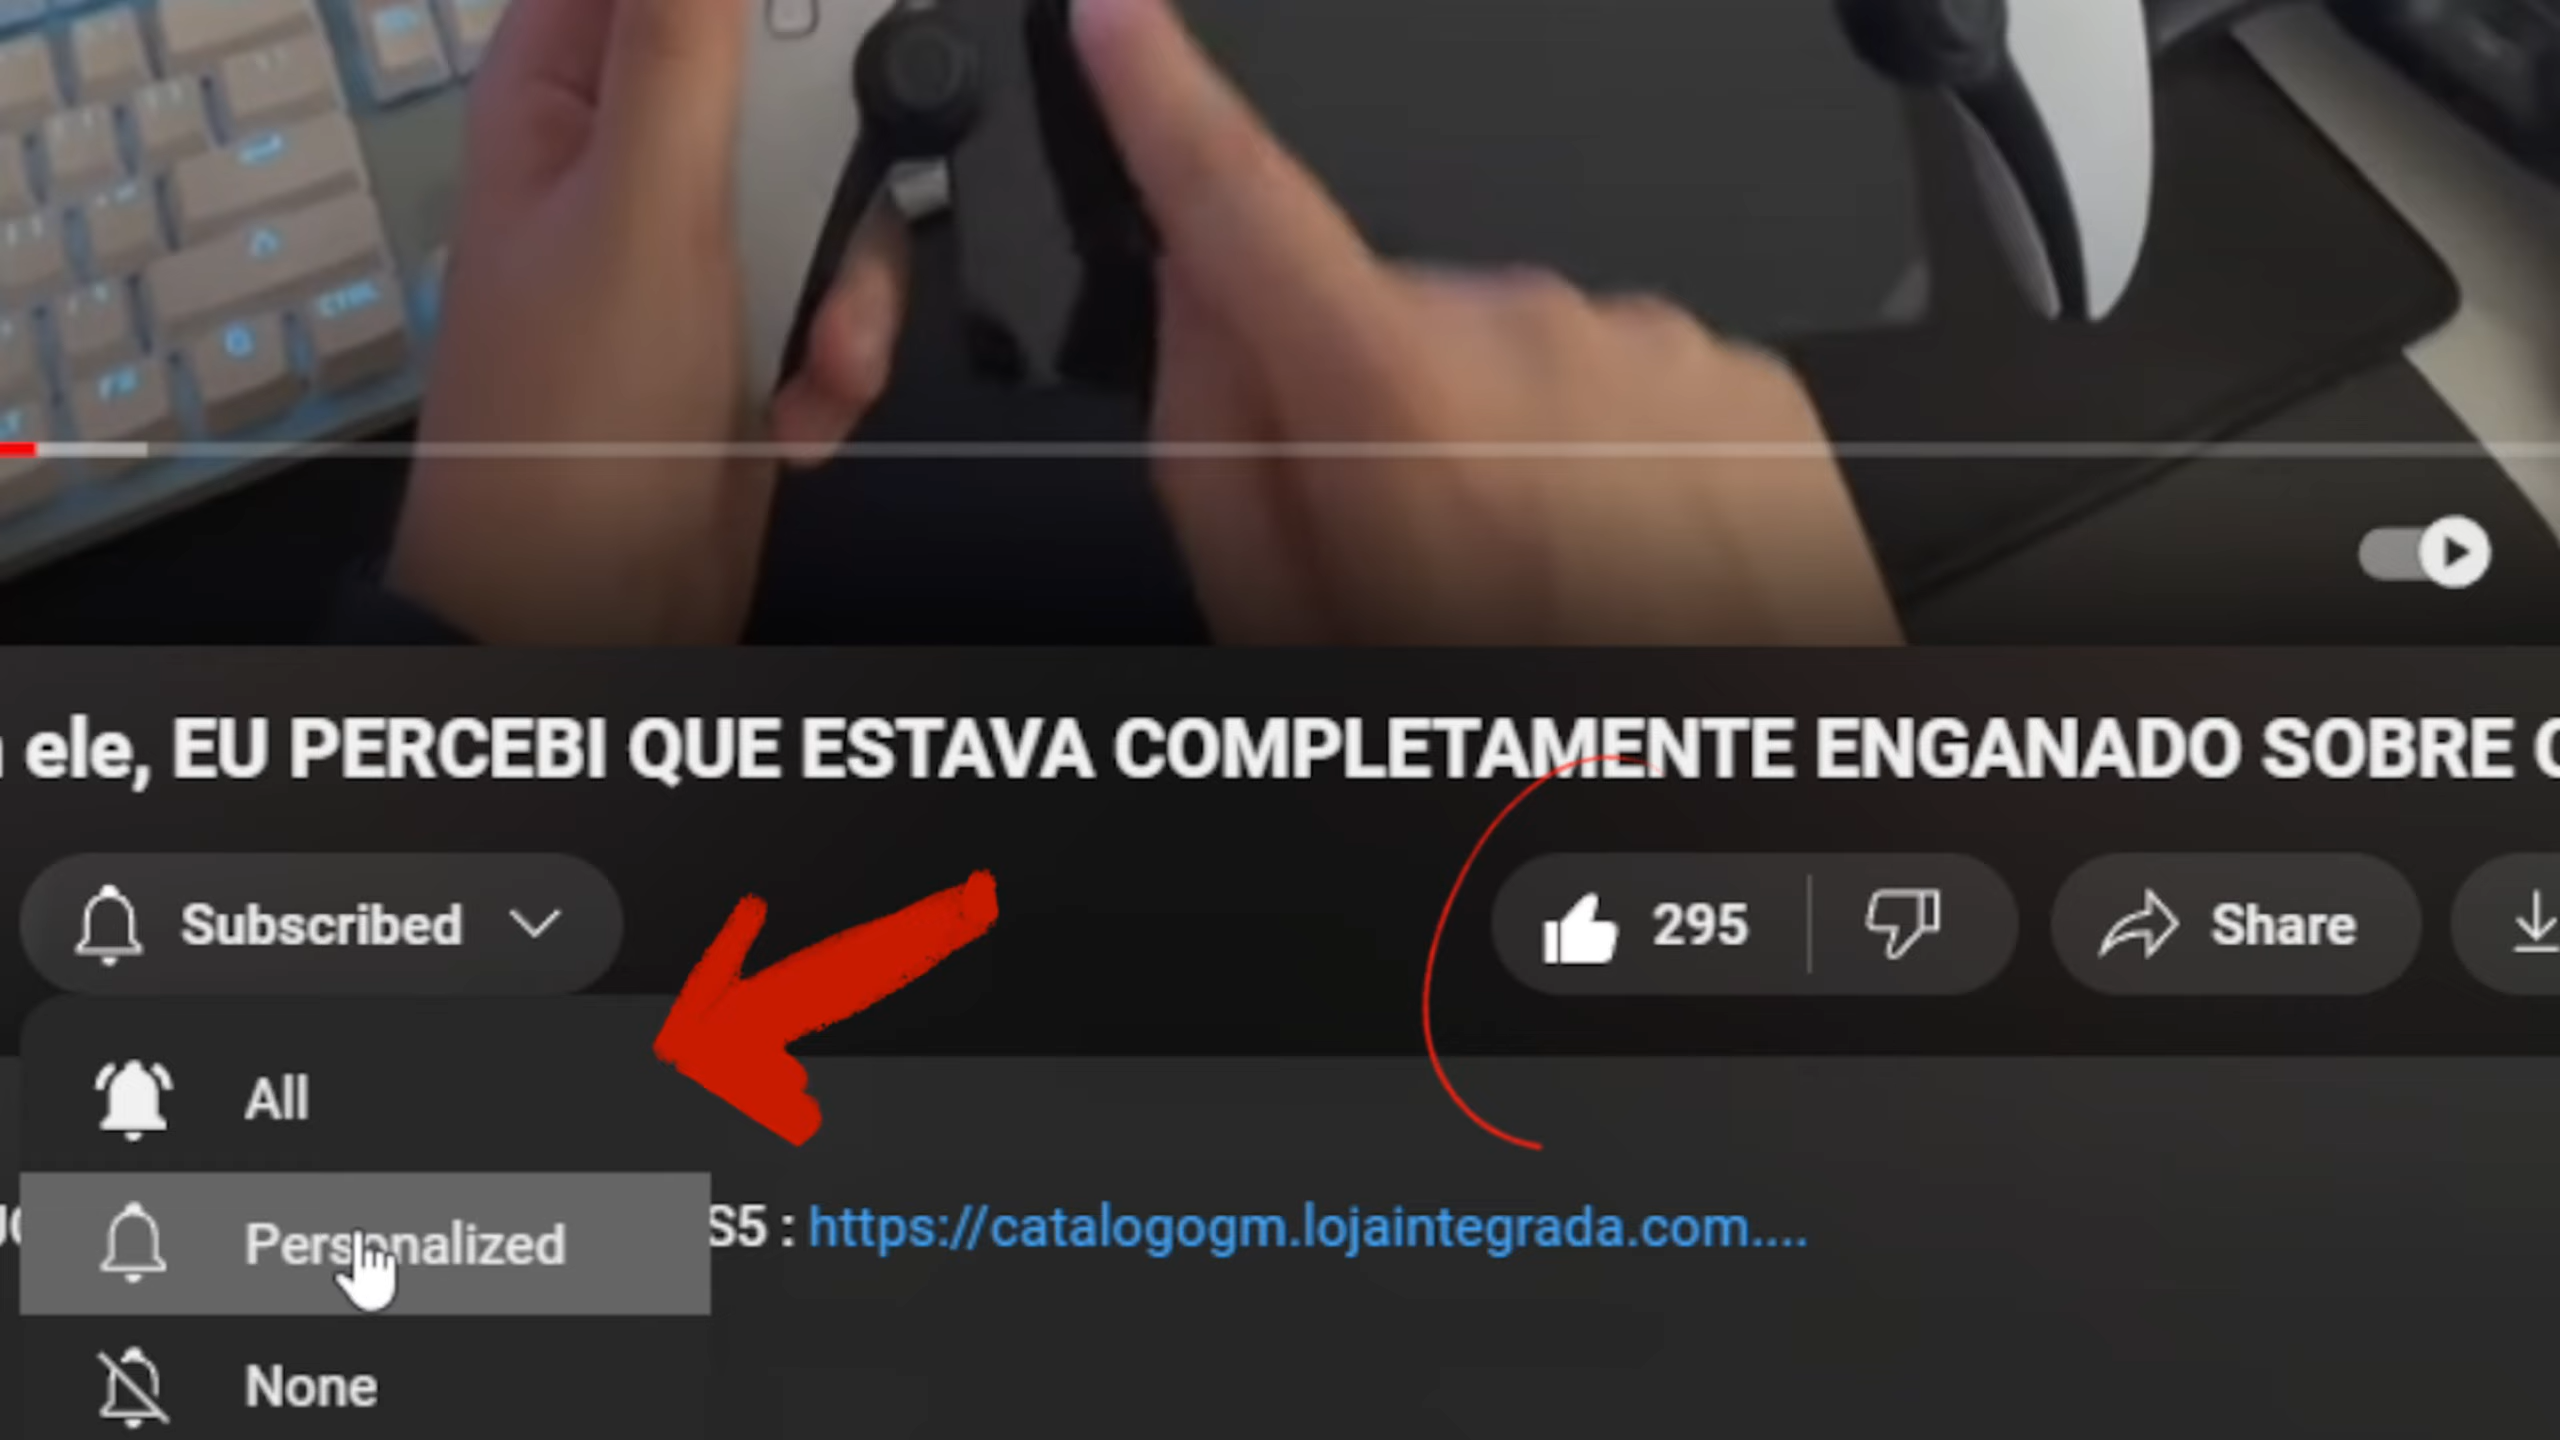 ele, EU PERCEBI QUE ESTAVA COMPLETAMENTE ENGANADO SOBRE
Subscribed
295
Share
All
S5 : https://catalogogm.lojaintegrada.com....
Personalized
None